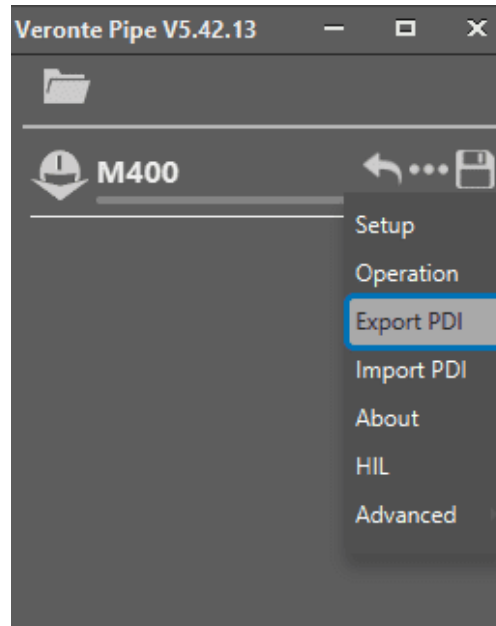 Veronte Pipe V5.42.13
M400
Setup
Operation
Export PDI
Import PDI
About
HIL
Advanced